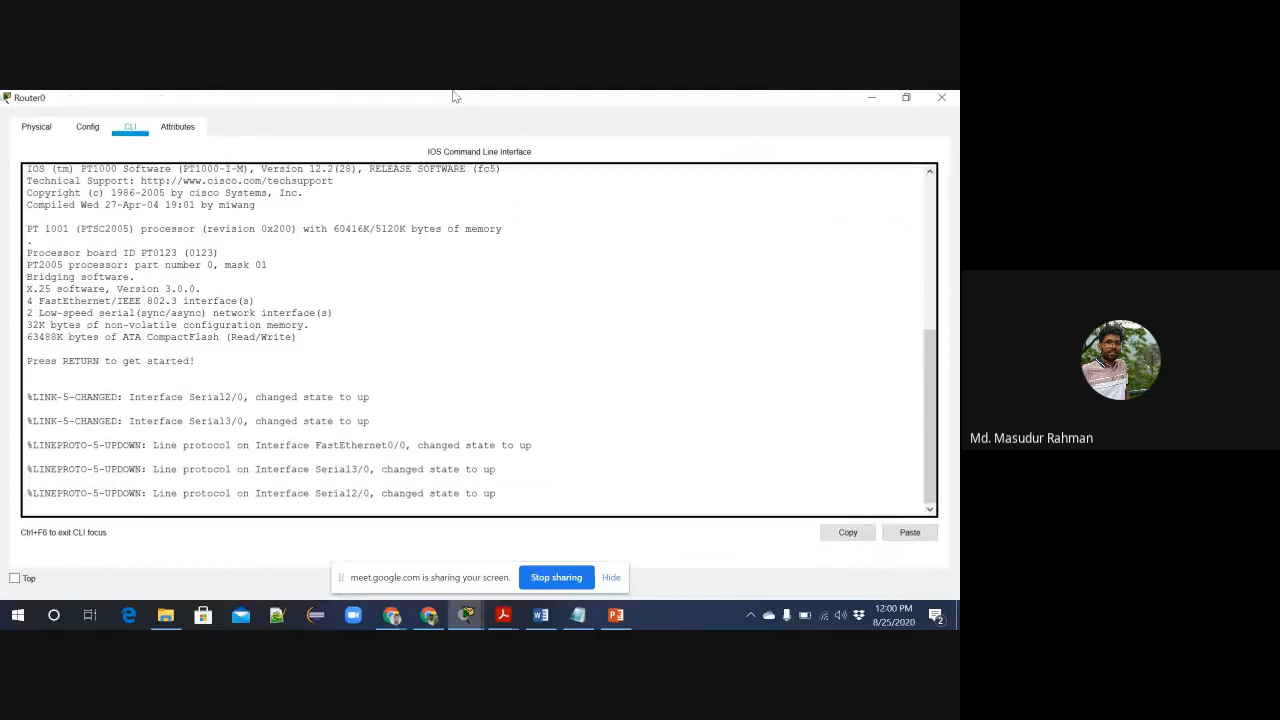 Router0
Physical Config CLI Attributes
IOS Command Line Interface
IOS (tm) PT1000 Software (PT1000-I-M), Version 12.2(28), RELEASE SOFTWARE (fc5)
Technical Support: http://www.cisco.com/techsupport
Copyright (c) 1986-2005 by cisco Systems, Inc.
Compiled Wed 27-Apr-04 19:01 by miwang
PT 1001 (PTSC2005) processor (revision 0x200) with 60416K/5120K bytes of memory
.
Processor board ID PT0123 (0123)
PT2005 processor: part number 0, mask 01
Bridging software.
X.25 software, Version 3.0.0.
4 FastEthernet/IEEE 802.3 interface(s)
2 Low-speed serial(sync/async) network interface(s)
32K bytes of non-volatile configuration memory.
63488K bytes of ATA CompactFlash (Read/Write)
Press RETURN to get started!
%LINK-5-CHANGED: Interface Serial2/0, changed state to up
%LINK-5-CHANGED: Interface Serial3/0, changed state to up
%LINEPROTO-5-UPDOWN: Line protocol on Interface FastEthernet0/0, changed state to up
%LINEPROTO-5-UPDOWN: Line protocol on Interface Serial3/0, changed state to up
%LINEPROTO-5-UPDOWN: Line protocol on Interface Serial2/0, changed state to up
Ctrl+F6 to exit CLI focus
Copy Paste
Top
meet.google.com is sharing your screen. Stop sharing Hide
12:00 PM
8/25/2020
2
Md. Masudur Rahman